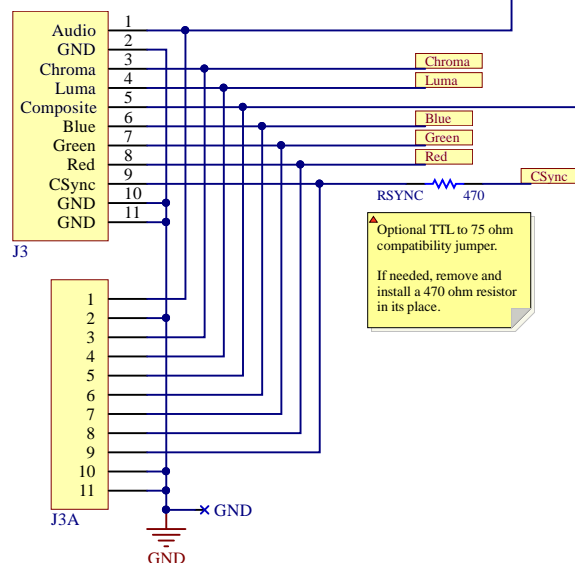 Audio 1
GND 2
Chroma 3 Chroma
Luma 4 Luma
Composite 5
Blue 6 Blue
Green 7 Green
Red 8 Red
CSync 9 CSync
GND 10 RSYNC 470
GND 11
J3
Optional TTL to 75 ohm
compatibility jumper.
If needed, remove and
install a 470 ohm resistor
in its place.
1
2
3
4
5
6
7
8
9
10
11
J3A
GND
GND